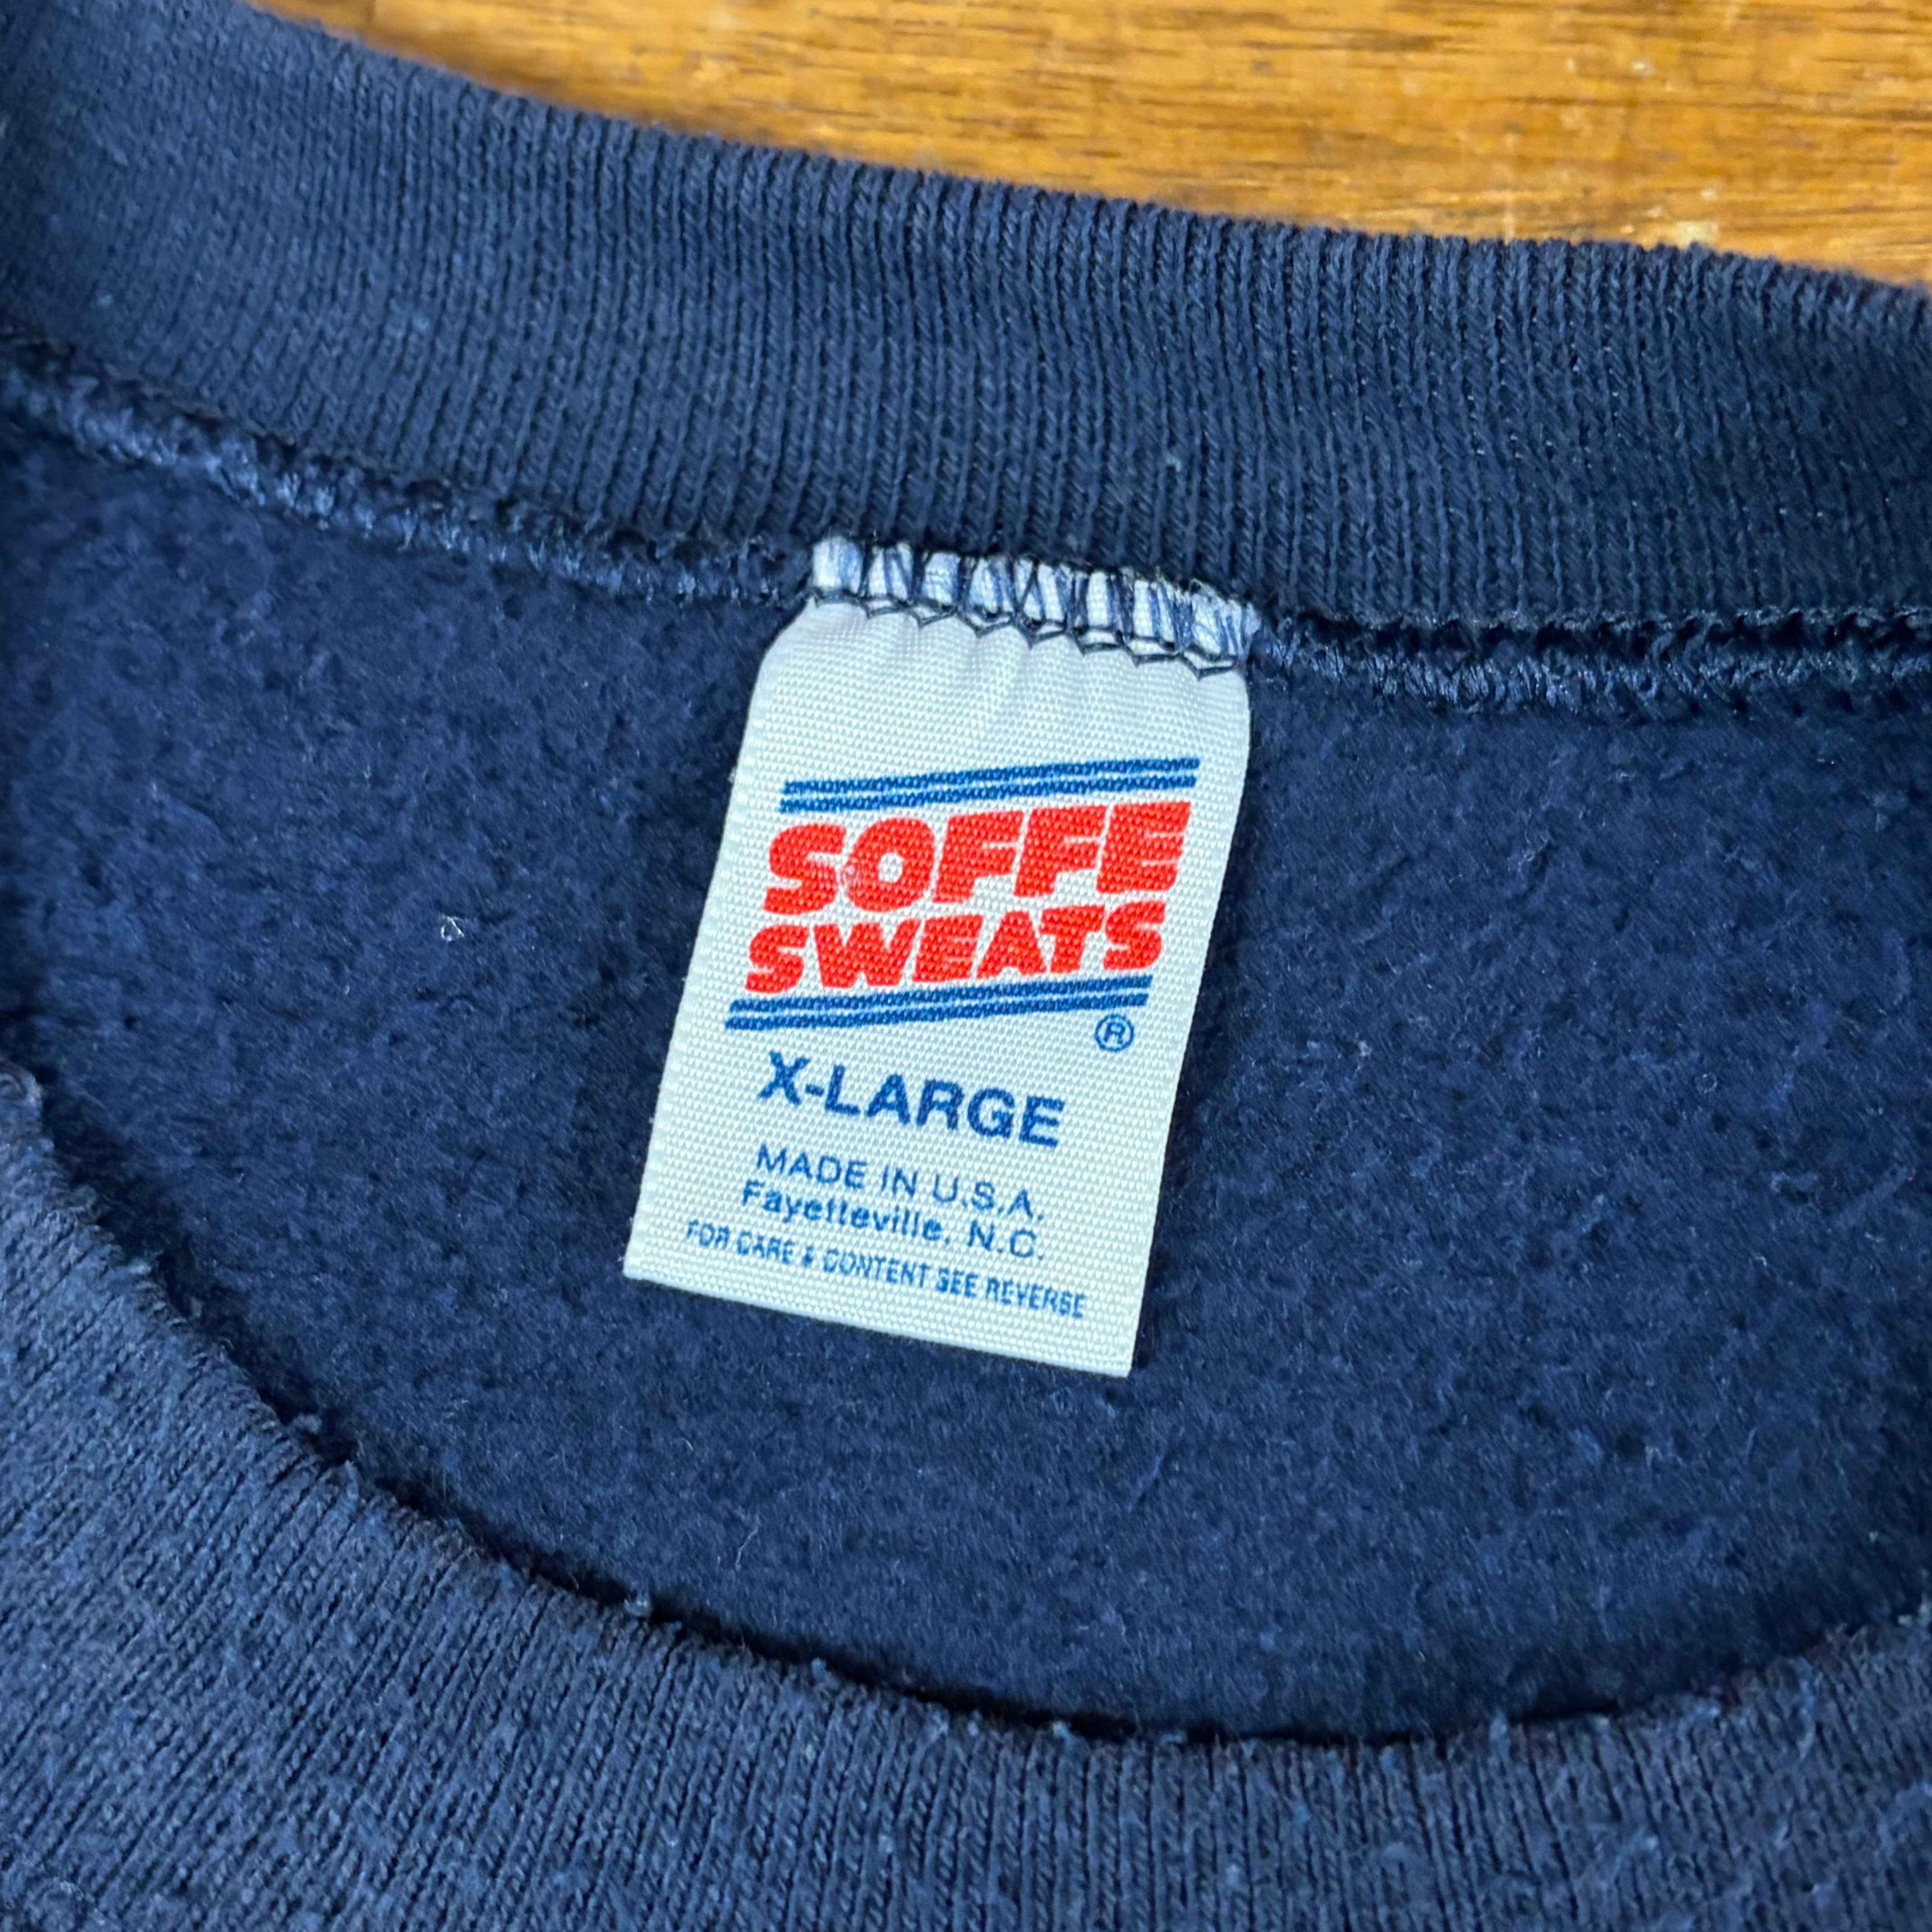 SOFFE
SWEATS
®
X-LARGE
MADE IN U.S.A.
Fayetteville, N.C.
FOR CARE & CONTENT SEE REVERSE